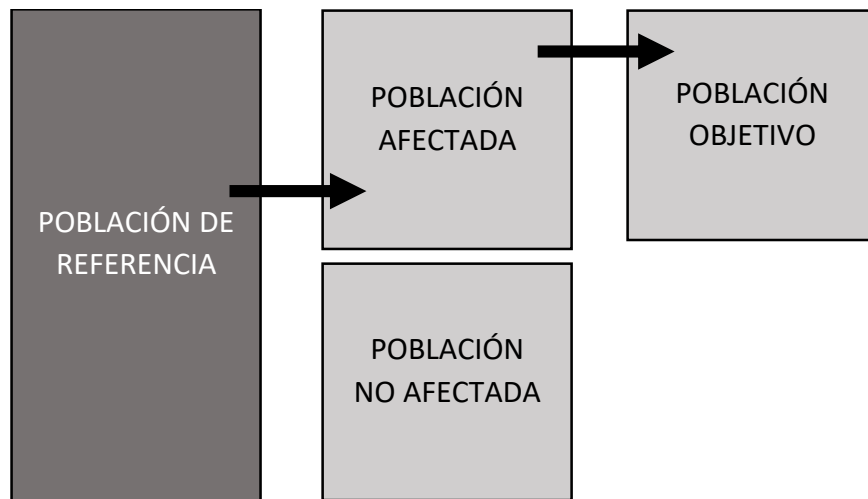 POBLACIÓN DE
REFERENCIA
POBLACIÓN
AFECTADA
POBLACIÓN
OBJETIVO
POBLACIÓN
NO AFECTADA